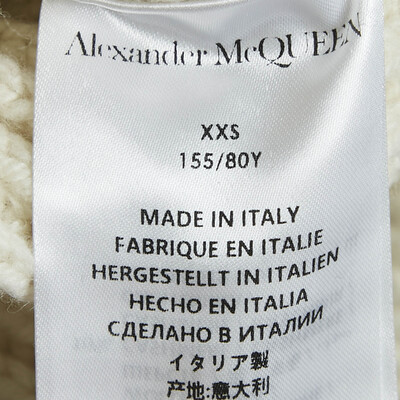 Alexander McQUEEN
XXS
155/80Y
MADE IN ITALY
FABRIQUE EN ITALIE
HERGESTELLT IN ITALIEN
HECHO EN ITALIA
СДЕЛАНО В ИТАЛИИ
イタリア製
产地:意大利